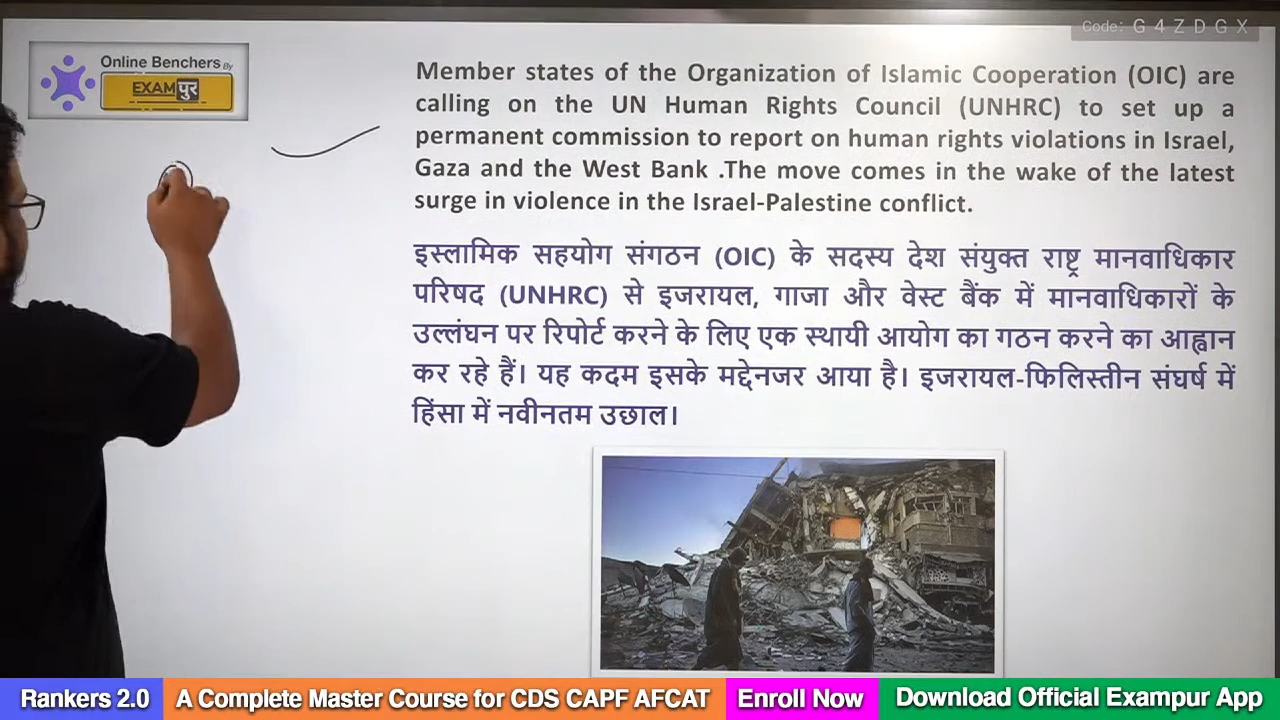 Code: G 4 Z D G X
Online Benchers By
EXAMपुर
Member states of the Organization of Islamic Cooperation (OIC) are
calling on the UN Human Rights Council (UNHRC) to set up a
permanent commission to report on human rights violations in Israel,
Gaza and the West Bank .The move comes in the wake of the latest
surge in violence in the Israel-Palestine conflict.
इस्लामिक सहयोग संगठन (OIC) के सदस्य देश संयुक्त राष्ट्र मानवाधिकार
परिषद (UNHRC) से इजरायल, गाजा और वेस्ट बैंक में मानवाधिकारों के
उल्लंघन पर रिपोर्ट करने के लिए एक स्थायी आयोग का गठन करने का आह्वान
कर रहे हैं। यह कदम इसके मद्देनजर आया है। इजरायल-फिलिस्तीन संघर्ष में
हिंसा में नवीनतम उछाल।
Rankers 2.0 A Complete Master Course for CDS CAPF AFCAT Enroll Now Download Official Exampur App